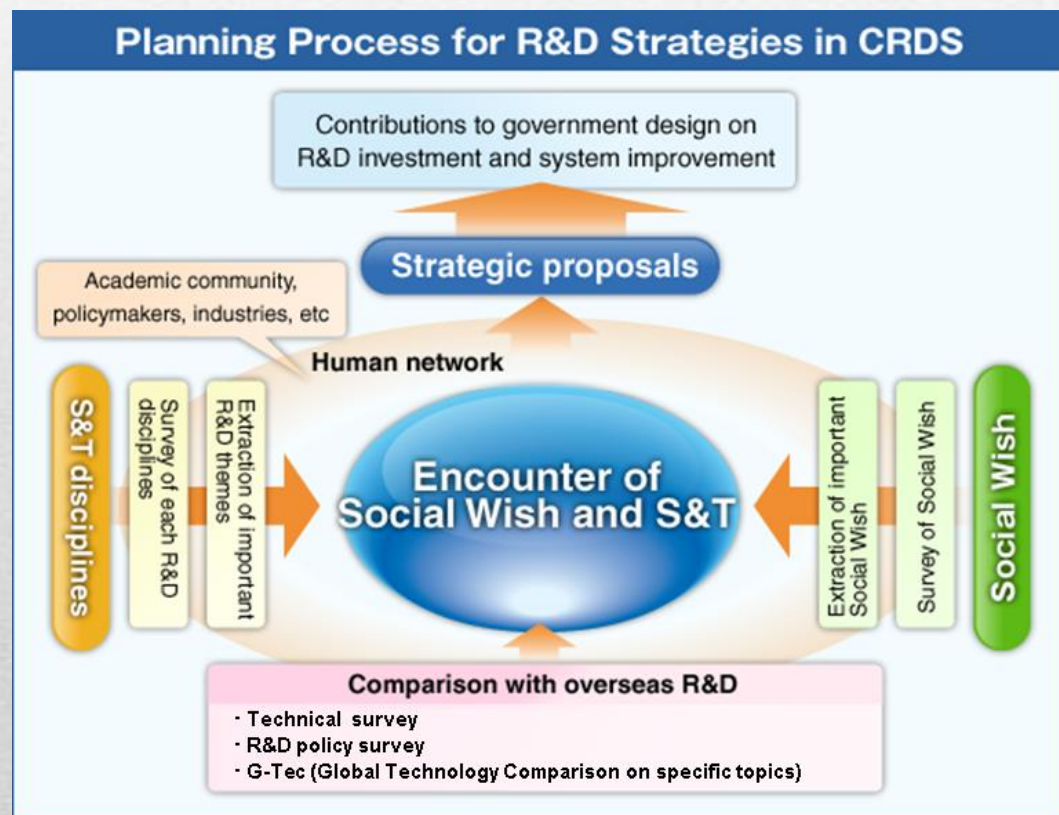 Planning Process for R&D Strategies in CRDS
Contributions to government design on
R&D investment and system improvement
Strategic proposals
Academic community,
policymakers, industries, etc
Human network
S&T disciplines
Survey of each R&D
disciplines
Extraction of important
R&D themes
Encounter of
Social Wish and S&T
Extraction of important
Social Wish
Survey of Social Wish
Social Wish
Comparison with overseas R&D
· Technical survey
· R&D policy survey
· G-Tec (Global Technology Comparison on specific topics)